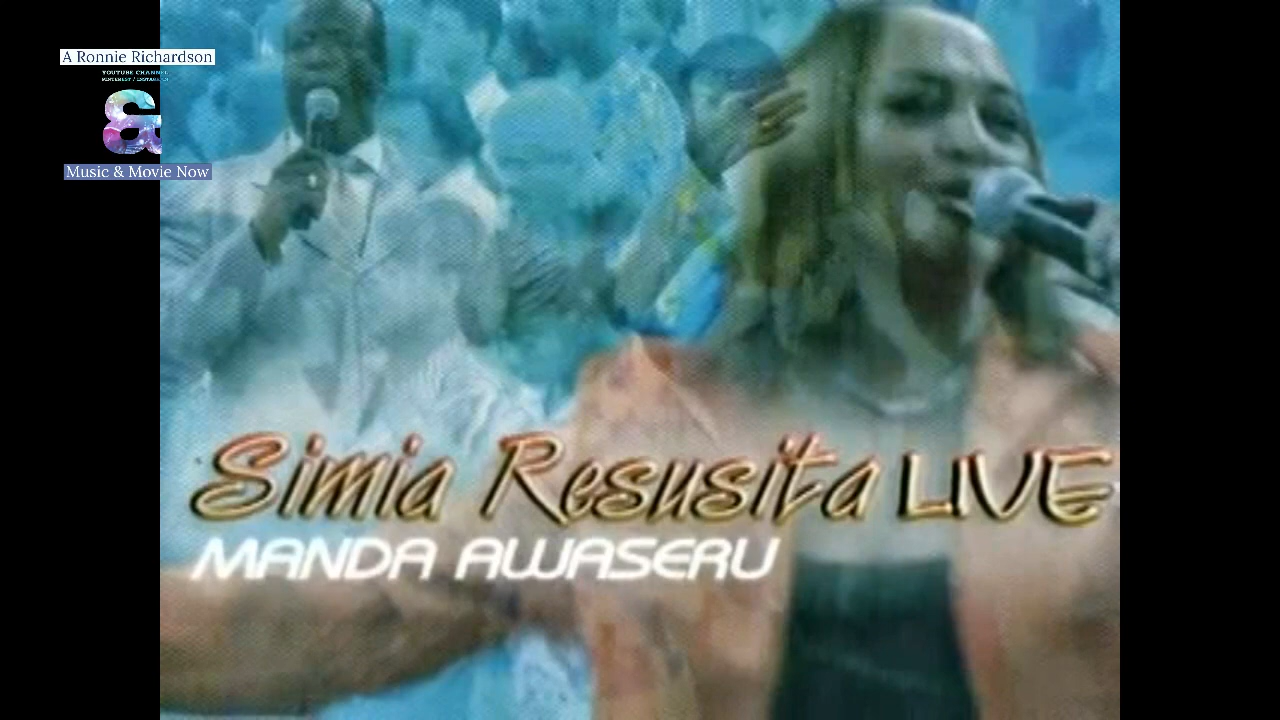 A Ronnie Richardson
YOUTUBE CHANNEL
&
Music & Movie Now
Simia Resusita LIVE
MANDA AWASERU